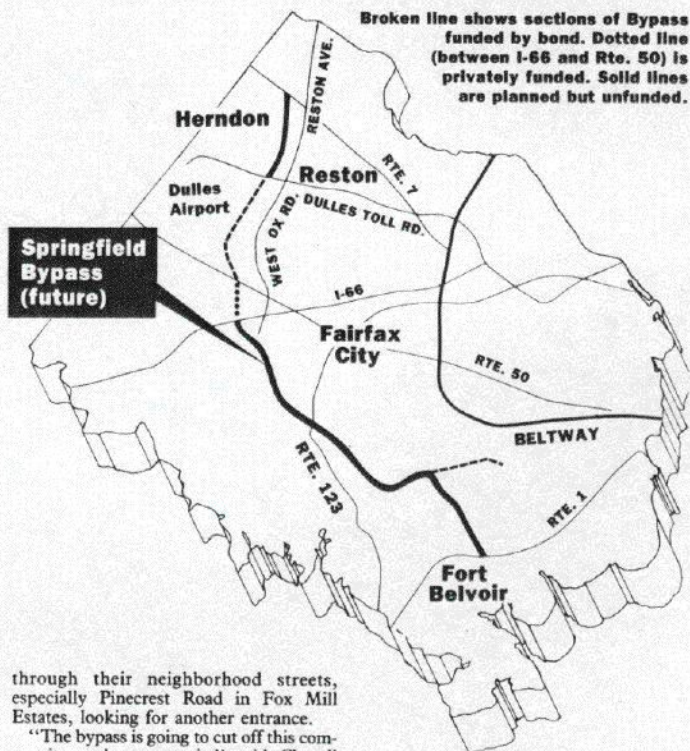 Broken line shows sections of Bypass
funded by bond. Dotted line
(between I-66 and Rte. 50) is
privately funded. Solid lines
are planned but unfunded.
RESTON AVE.
Herndon
Reston
RTE. 7
Dulles
Airport
DULLES TOLL RD.
WEST OX RD.
Springfield
Bypass
(future)
I-66
Fairfax
City
RTE. 50
BELTWAY
RTE. 123
RTE. 1
Fort
Belvoir
through their neighborhood streets,
especially Pinecrest Road in Fox Mill
Estates, looking for another entrance.
"The bypass is going to cut off this com-